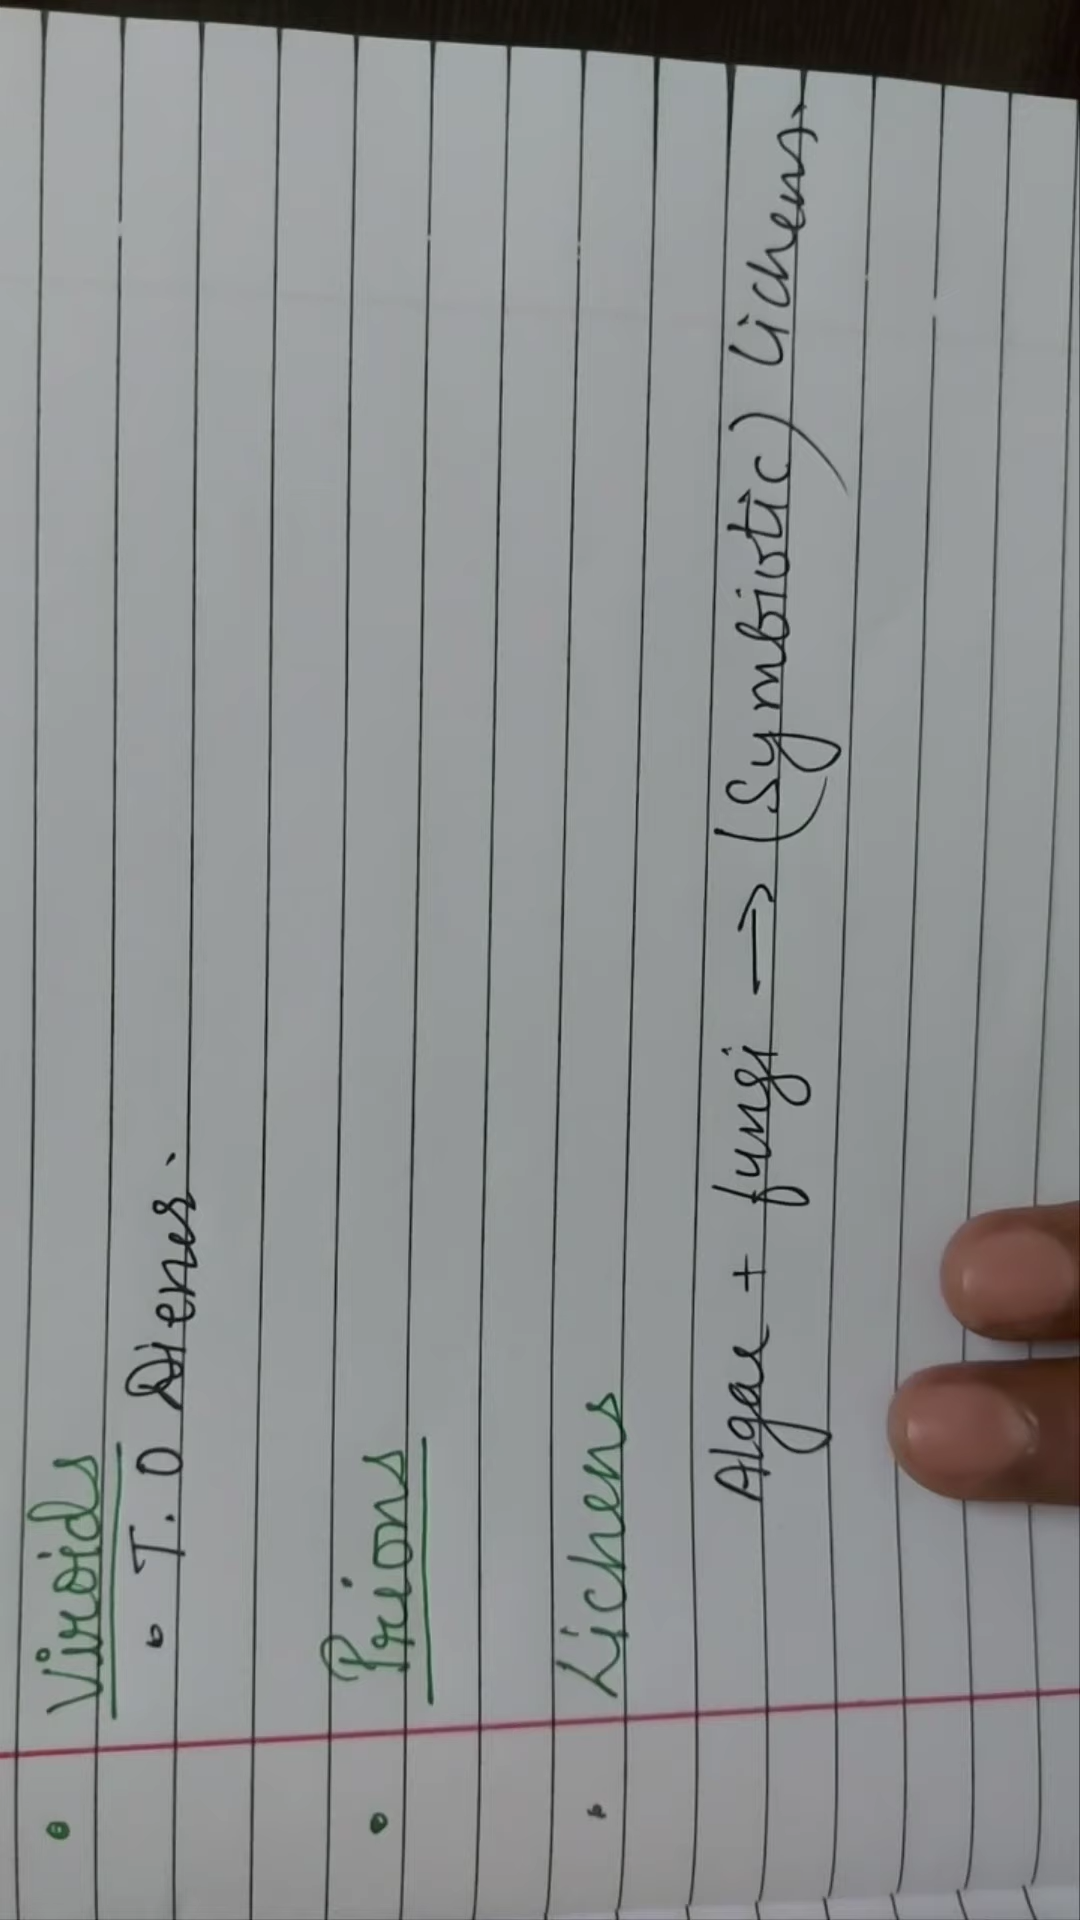 Viroids
• T. O Dienes.
Prions
Lichens
Algae + fungi → (Symbiotic) Lichens.